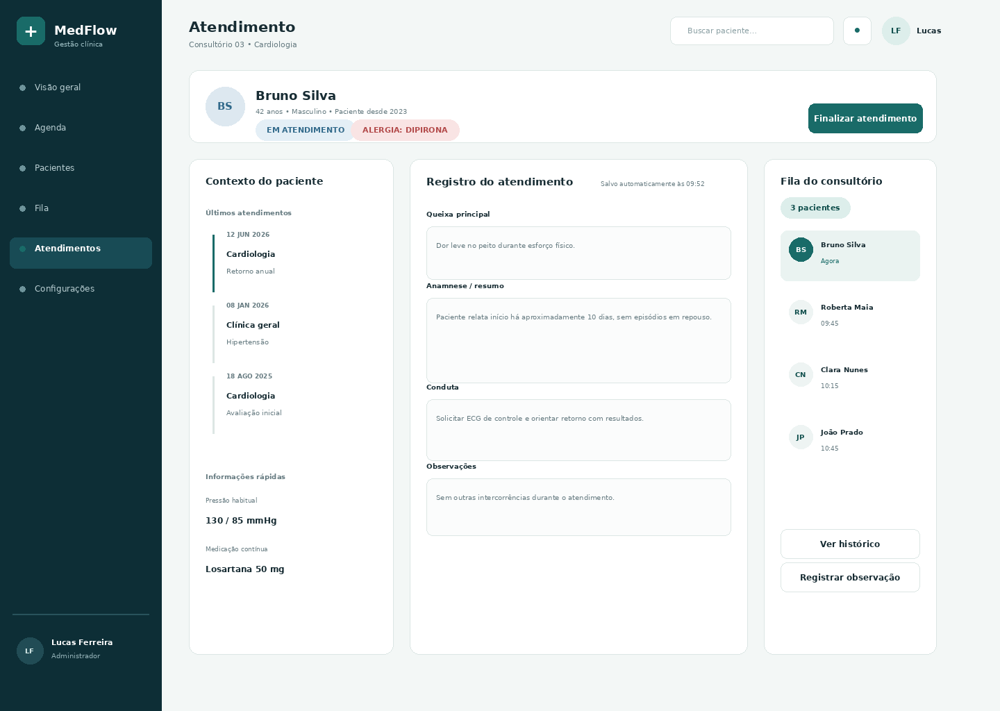 +
MedFlow
Gestão clínica
Visão geral
Agenda
Pacientes
Fila
Atendimentos
Configurações
LF
Lucas Ferreira
Administrador
Atendimento
Consultório 03 • Cardiologia
Buscar paciente...
LF
Lucas
BS
Bruno Silva
42 anos • Masculino • Paciente desde 2023
EM ATENDIMENTO
ALERGIA: DIPIRONA
Finalizar atendimento
Contexto do paciente
Últimos atendimentos
12 JUN 2026
Cardiologia
Retorno anual
08 JAN 2026
Clínica geral
Hipertensão
18 AGO 2025
Cardiologia
Avaliação inicial
Informações rápidas
Pressão habitual
130 / 85 mmHg
Medicação contínua
Losartana 50 mg
Registro do atendimento
Salvo automaticamente às 09:52
Queixa principal
Dor leve no peito durante esforço físico.
Anamnese / resumo
Paciente relata início há aproximadamente 10 dias, sem episódios em repouso.
Conduta
Solicitar ECG de controle e orientar retorno com resultados.
Observações
Sem outras intercorrências durante o atendimento.
Fila do consultório
3 pacientes
BS
Bruno Silva
Agora
RM
Roberta Maia
09:45
CN
Clara Nunes
10:15
JP
João Prado
10:45
Ver histórico
Registrar observação